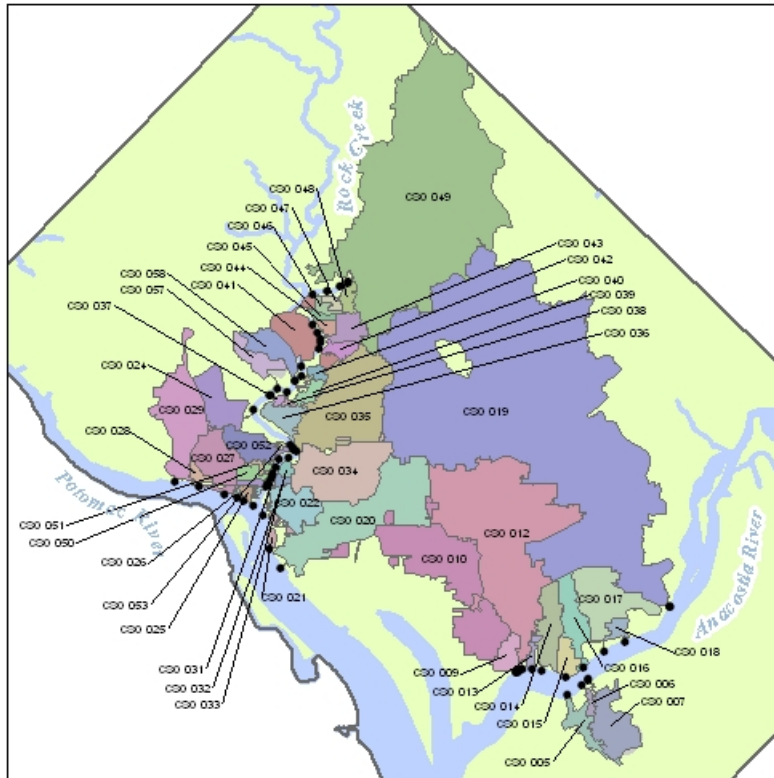 Rock Creek
CSO 048
CSO 047
CSO 046
CSO 045
CSO 044
CSO 058
CSO 041
CSO 057
CSO 037
CSO 024
CSO 049
CSO 043
CSO 042
CSO 040
CSO 039
CSO 038
CSO 036
CSO 029
CSO 035
CSO 019
CSO 028
CSO 052
CSO 027
CSO 034
Potomac River
CSO 022
CSO 020
CSO 051
CSO 050
CSO 012
CSO 026
CSO 010
CSO 053
CSO 021
CSO 025
CSO 017
Anacostia River
CSO 031
CSO 032
CSO 033
CSO 009
CSO 013
CSO 014
CSO 015
CSO 016
CSO 018
CSO 006
CSO 007
CSO 005